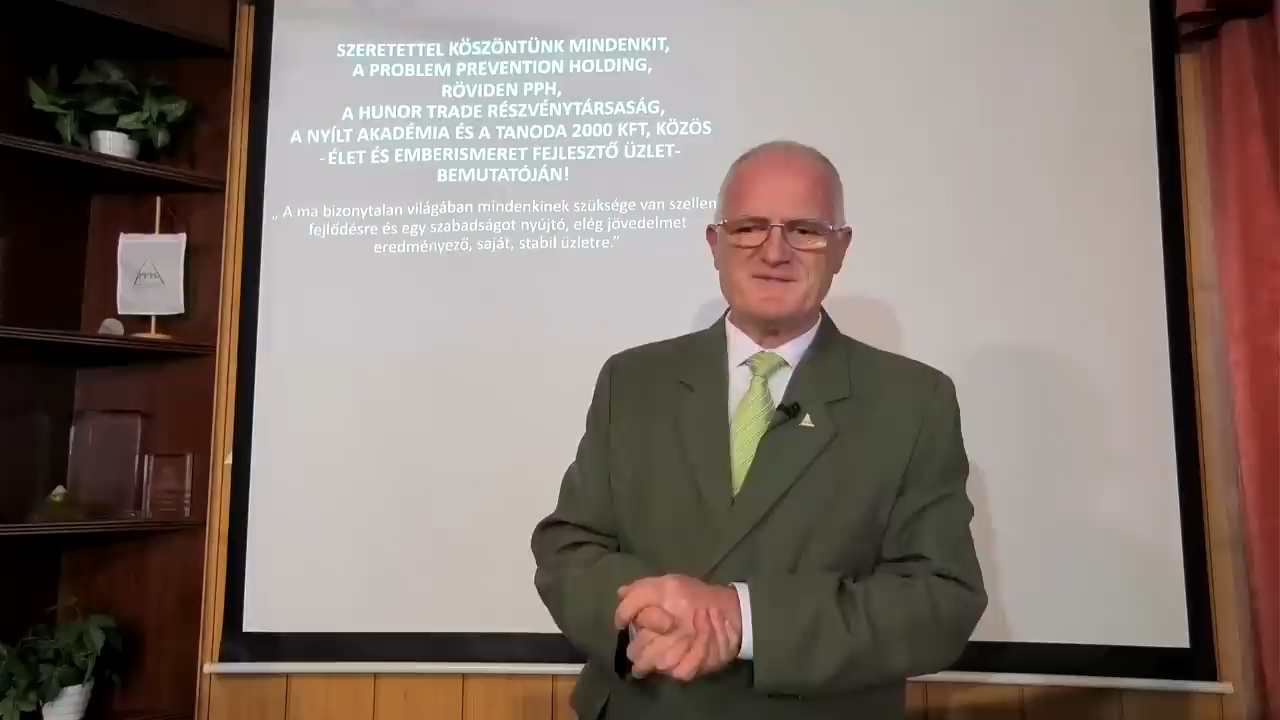 SZERETETTEL KÖSZÖNTÜNK MINDENKIT,
A PROBLEM PREVENTION HOLDING,
RÖVIDEN PPH,
A HUNOR TRADE RÉSZVÉNYTÁRSASÁG,
A NYÍLT AKADÉMIA ÉS A TANODA 2000 KFT, KÖZÖS
- ÉLET ÉS EMBERISMERET FEJLESZTŐ ÜZLET-
BEMUTATÓJÁN!
„ A ma bizonytalan világában mindenkinek szüksége van szellem
fejlődésre és egy szabadságot nyújtó, elég jövedelmet
eredményező, saját, stabil üzletre.”